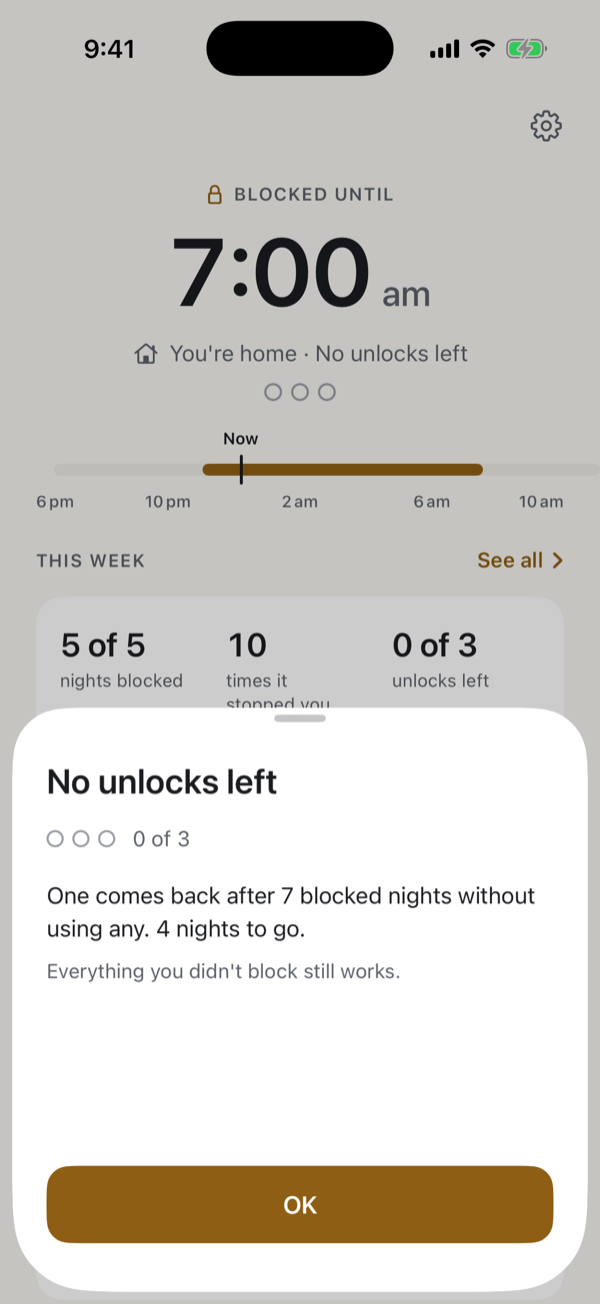 9:41
BLOCKED UNTIL
7:00 am
You're home · No unlocks left
Now
6 pm 10 pm 2 am 6 am 10 am
THIS WEEK See all
5 of 5 10 0 of 3
nights blocked times it unlocks left
stopped you
No unlocks left
0 of 3
One comes back after 7 blocked nights without
using any. 4 nights to go.
Everything you didn't block still works.
OK